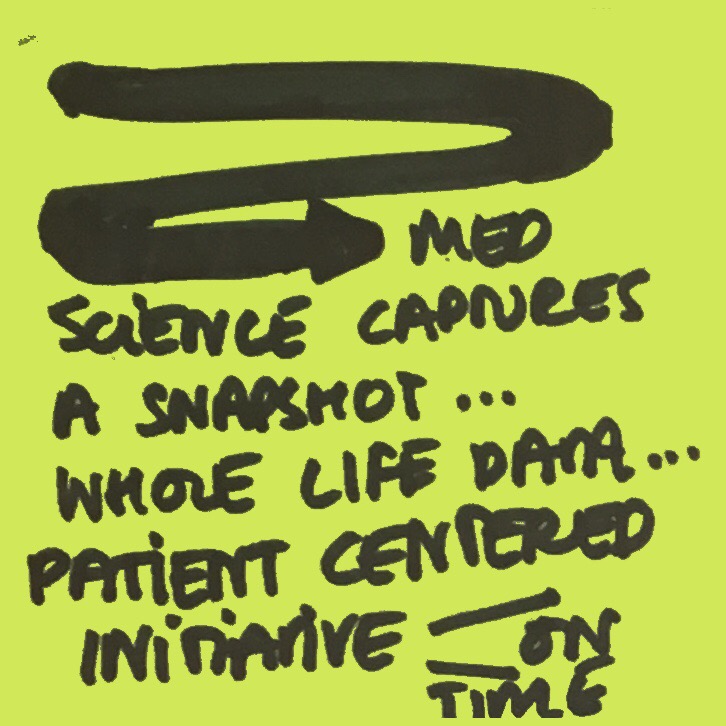 MED
SCIENCE CAPTURES
A SNAPSHOT...
WHOLE LIFE DATA...
PATIENT CENTERED
INITIATIVE
ON
TIME